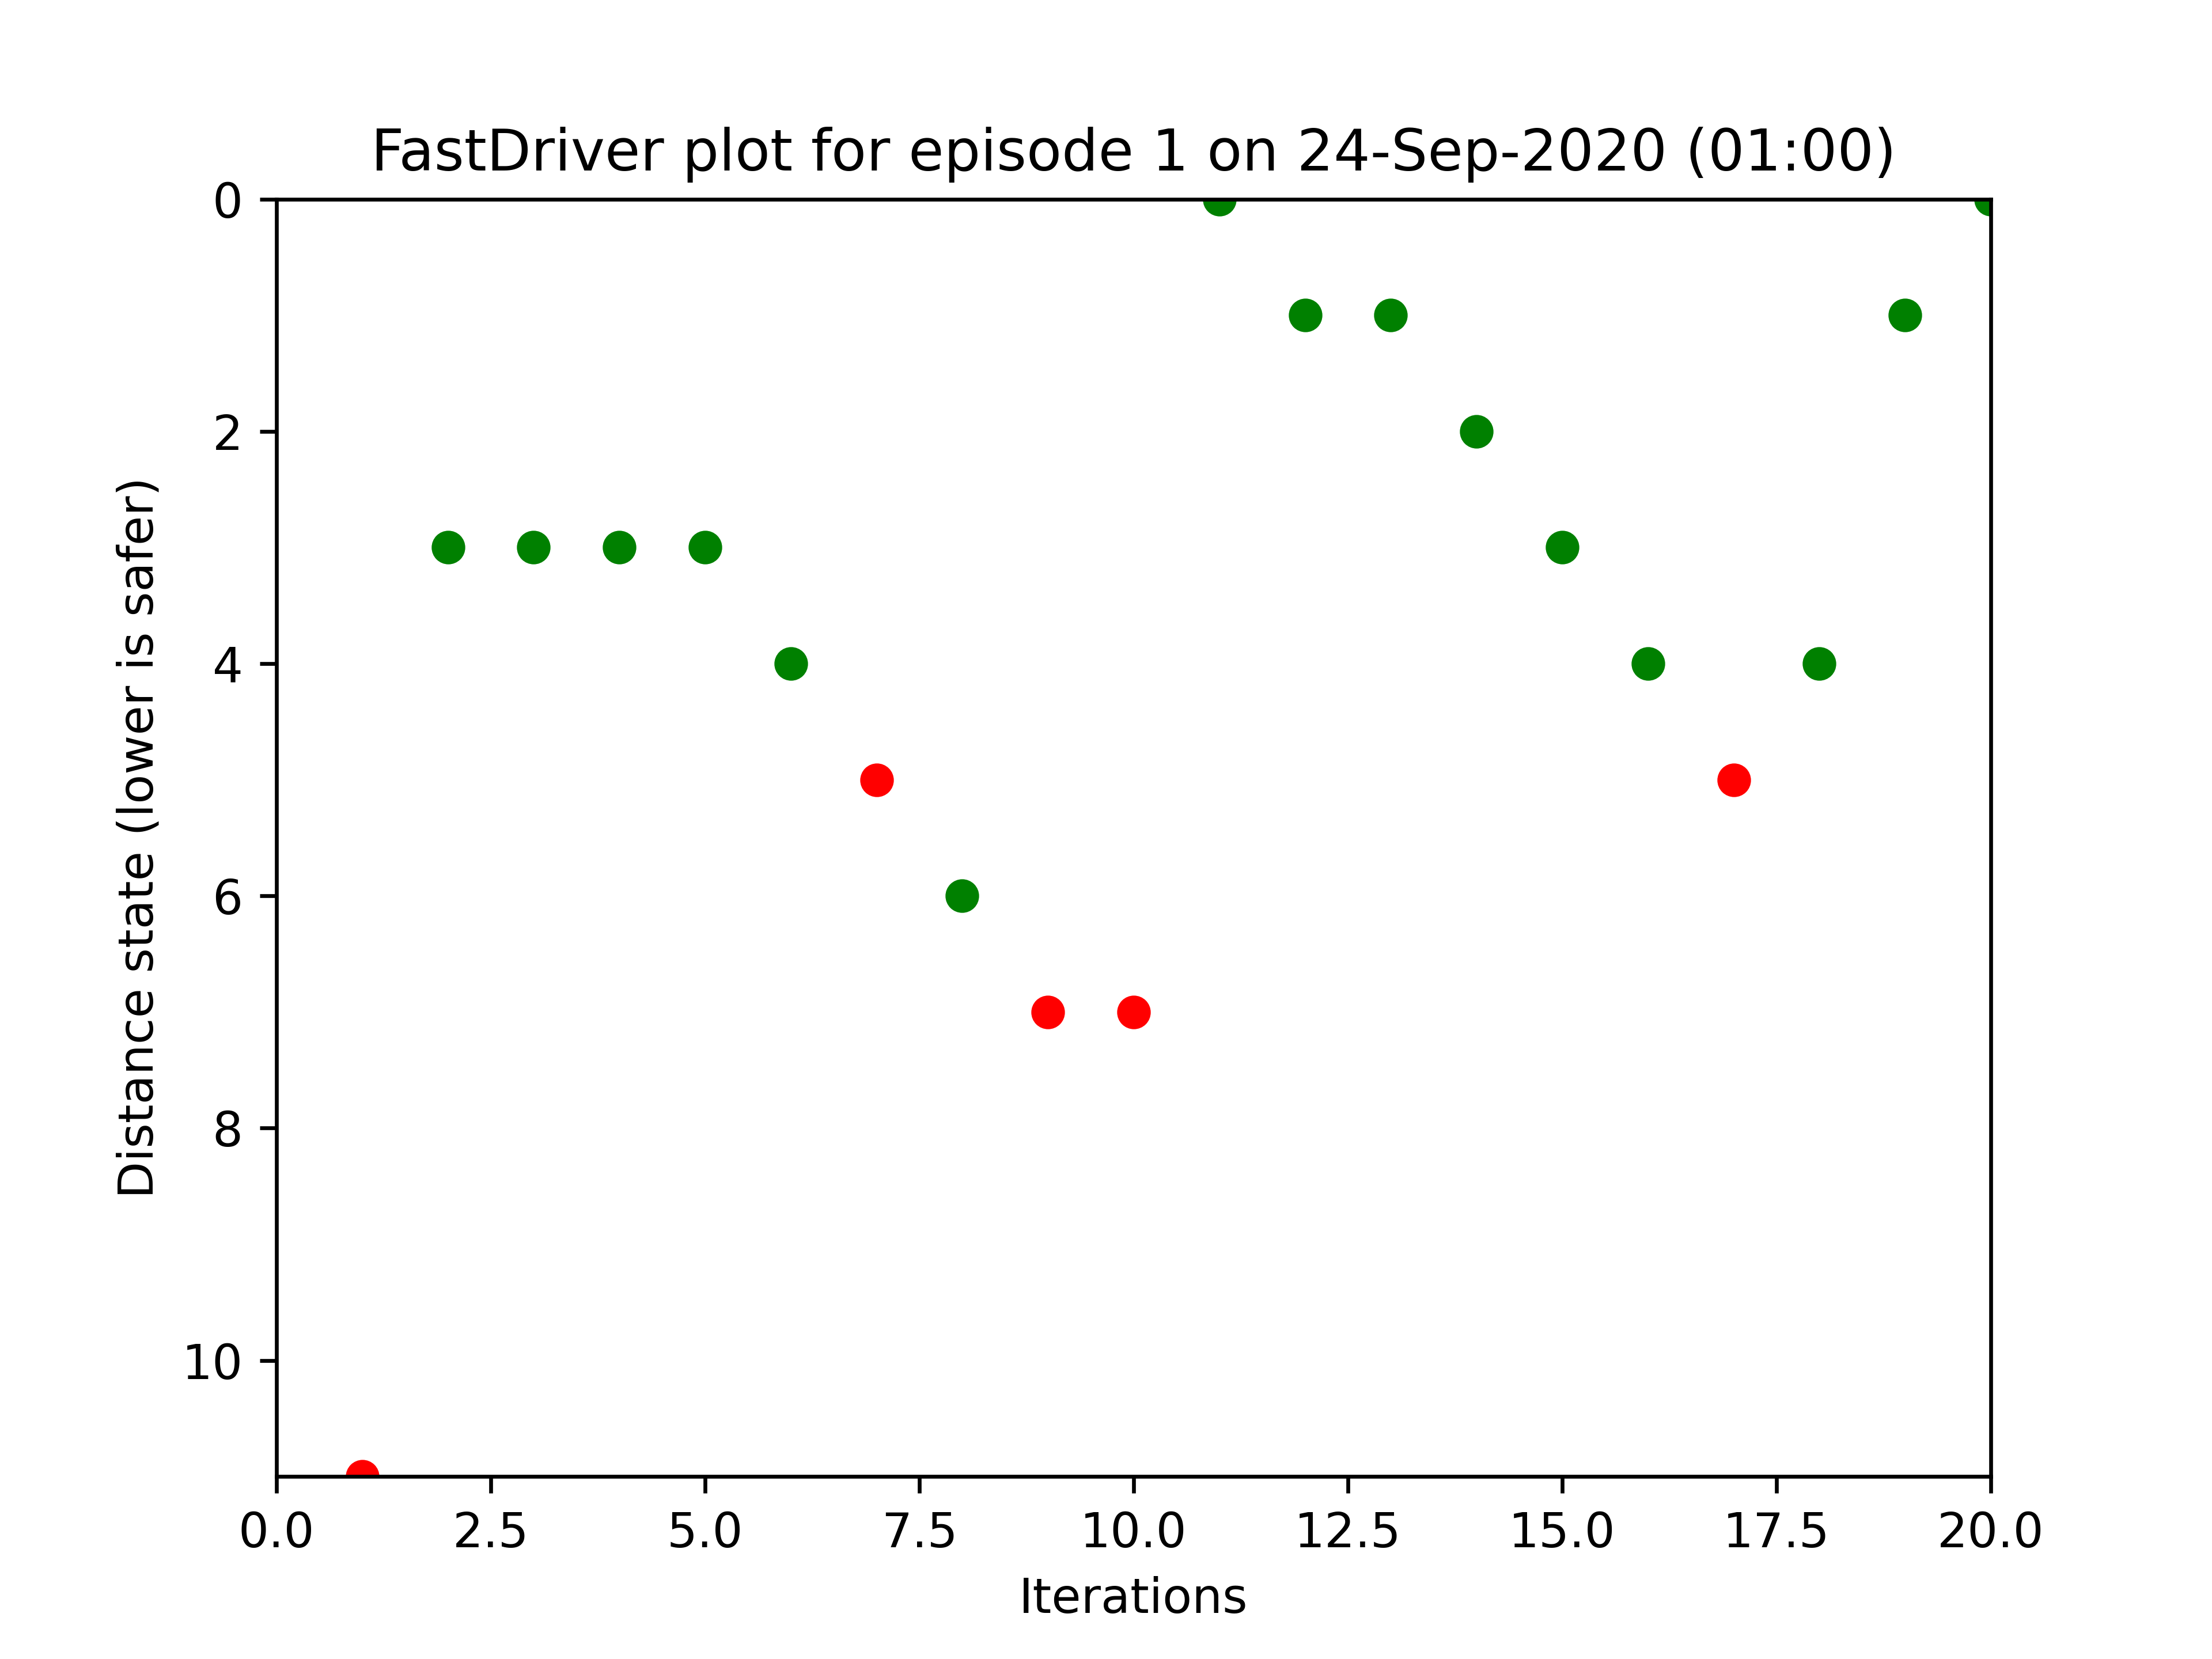 FastDriver plot for episode 1 on 24-Sep-2020 (01:00)
0
2
4
6
8
10
Distance state (lower is safer)
0.0 2.5 5.0 7.5 10.0 12.5 15.0 17.5 20.0
Iterations